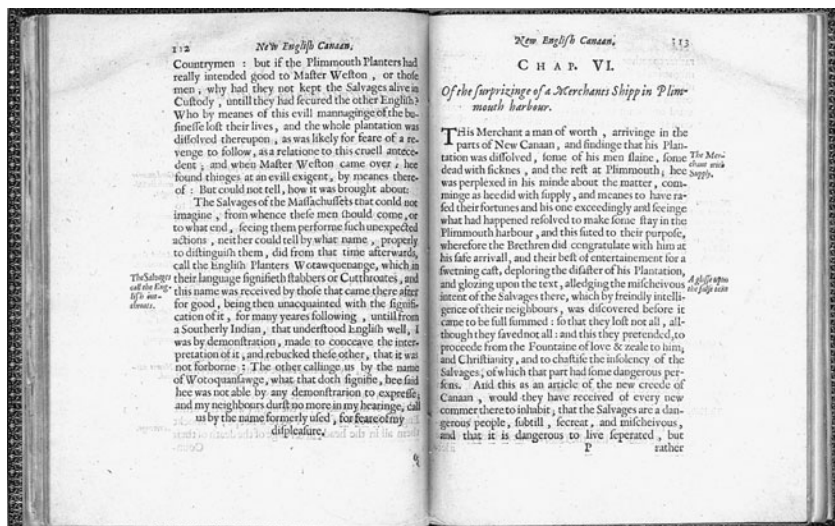 112 New Engliſh Canaan.
Countrymen : but if the Plimmouth Planters had
really intended good to Maſter Weſton , or thoſe
men , why had they not kept the Salvages alive in
Cuſtody , untill they had ſecured the other Engliſh?
Who by meanes of this evill mannaginge of the bu-
ſineſſe loſt their lives, and the whole plantation was
diſſolved thereupon , as was likely for feare of a re-
venge to follow , as a relatione to this cruell antece-
dent ; and when Maſter Weſton came over , hee
found thinges at an evill exigent, by meanes there-
of : But could not tell, how it was brought about:
The Salvages of the Maſſachuſſets that could not
imagine , from whence theſe men ſhould come , or
to what end , ſeeing them performe ſuch unexpected
actions , neither could tell by what name , properly
to diſtinguiſh them , did from that time afterwards,
call the Engliſh Planters Wotawquenange, which in
The Salvages
call the Eng-
liſh
their language ſignifieth ſtabbers or Cutthroates , and
this name was received by thoſe that came there after
for good, being then unacquainted with the ſignifi-
cation of it , for many yeares following , untill from
a Southerly Indian, that underſtood Engliſh well, I
was by demonſtration, made to conceave the inter-
pretation of it , and rebucked theſe other, that it was
not forborne : The other callinge us by the name
of Wotoquanſawge, what that doth ſignifie, hee ſaid
hee was not able by any demonſtrarion to expreſſe;
and my neighbours durſt no more in my hearinge, call
us by the name formerly uſed , for feare of my
diſpleaſure.
New Engliſh Canaan. 113
CHAP. VI.
Of the ſurprizinge of a Merchants Shipp in Plim-
mouth harbour.
THis Merchant a man of worth , arrivinge in the
parts of New Canaan, and findinge that his Plan-
tation was diſſolved, ſome of his men ſlaine, ſome
dead with ſicknes , and the reſt at Plimmouth, hee
was perplexed in his minde about the matter , com-
minge as hee did with ſupply , and meanes to have ra-
ſed their fortunes and his one exceedingly and ſeeinge
The Mer-
chant with
Supply.
what had happened reſolved to make ſome ſtay in the
Plimmouth harbour , and this ſuted to their purpoſe,
wherefore the Brethren did congratulate with him at
his ſafe arrivall, and their beſt of entertainement for a
ſwetning caſt, deploring the diſaſter of his Plantation,
and glozing upon the text , alledging the miſcheivous
intent of the Salvages there, which by freindly intelli-
A gloſſe upon
the falſe text
gence of their neighbours , was diſcovered before it
came to be full ſummed : ſo that they loſt not all , all-
though they ſaved not all : and this they pretended, to
proceede from the Fountaine of love & zeale to him;
and Chriſtianity, and to chaſtiſe the inſolency of the
Salvages, of which that part had ſome dangerous per-
ſons. And this as an article of the new creede of
Canaan , would they have received of every new
commer there to inhabit; that the Salvages are a dan-
gerous people, ſubtill , ſecreat , and miſcheivous,
and that it is dangerous to live ſeperated , but
P rather